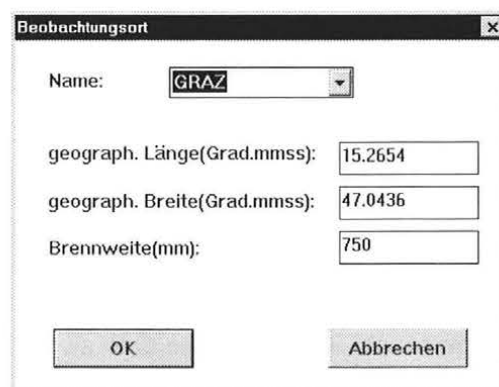 Beobachtungsort
Name: GRAZ
geograph. Länge(Grad.mmss): 15.2654
geograph. Breite(Grad.mmss): 47.0436
Brennweite(mm): 750
OK Abbrechen